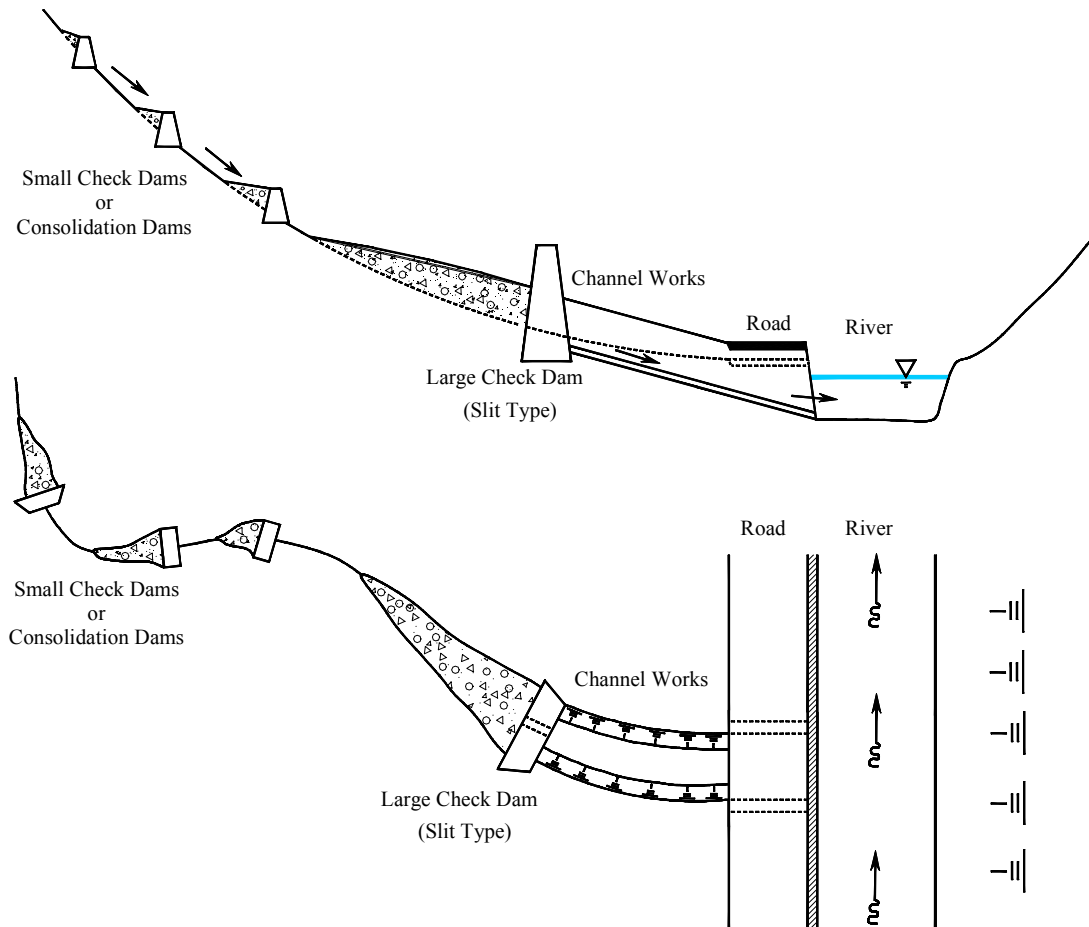 Small Check Dams
or
Consolidation Dams
Channel Works
Road
River
Large Check Dam
(Slit Type)
Road
River
Small Check Dams
or
Consolidation Dams
Channel Works
Large Check Dam
(Slit Type)